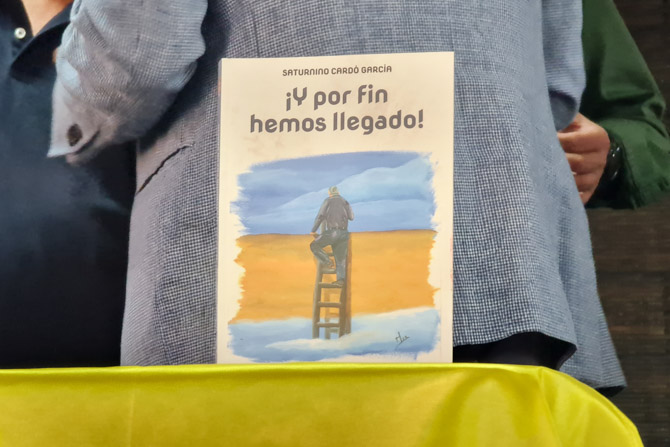 SATURNINO CARDÓ GARCÍA
¡Y por fin
hemos llegado!